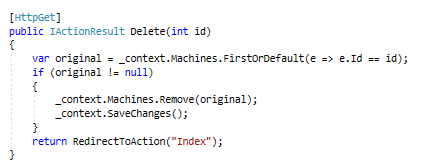 [HttpGet]
public IActionResult Delete(int id)
{
    var original = _context.Machines.FirstOrDefault(e => e.Id == id);
    if (original != null)
    {
        _context.Machines.Remove(original);
        _context.SaveChanges();
    }
    return RedirectToAction("Index");
}